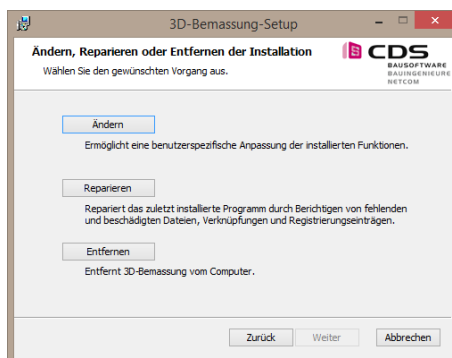 3D-Bemassung-Setup
Ändern, Reparieren oder Entfernen der Installation
Wählen Sie den gewünschten Vorgang aus.
CDS
BAUSOFTWARE
BAUINGENIEURE
NETCOM
Ändern
Ermöglicht eine benutzerspezifische Anpassung der installierten Funktionen.
Reparieren
Repariert das zuletzt installierte Programm durch Berichtigen von fehlenden
und beschädigten Dateien, Verknüpfungen und Registrierungseinträgen.
Entfernen
Entfernt 3D-Bemassung vom Computer.
Zurück Weiter Abbrechen